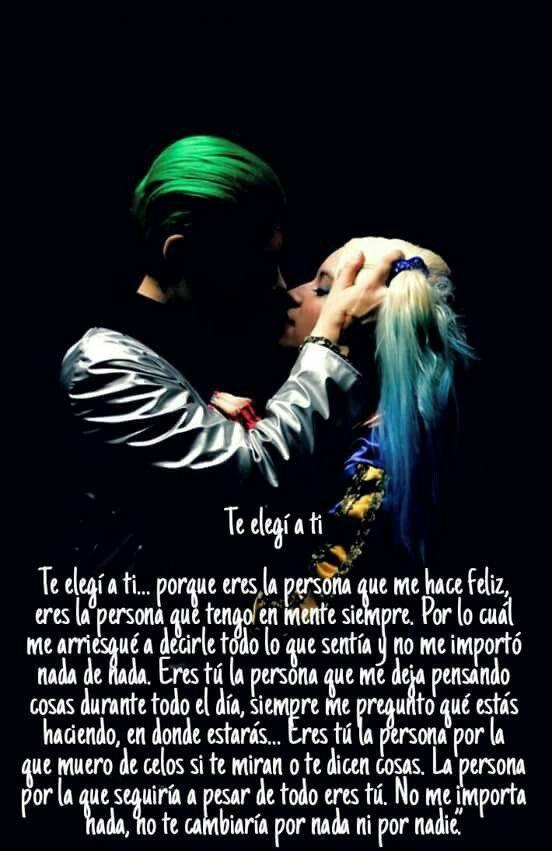 Te elegí a ti
Te elegí a ti... porque eres la persona que me hace feliz,
eres la persona que tengo en mente siempre. Por lo cuál
me arriesgué a decirle todo lo que sentía y no me importó
nada de nada. Eres tú la persona que me deja pensando
cosas durante todo el día, siempre me pregunto qué estás
haciendo, en donde estarás... Eres tú la persona por la
que muero de celos si te miran o te dicen cosas. La persona
por la que seguiría a pesar de todo eres tú. No me importa
nada, no te cambiaría por nada ni por nadie."